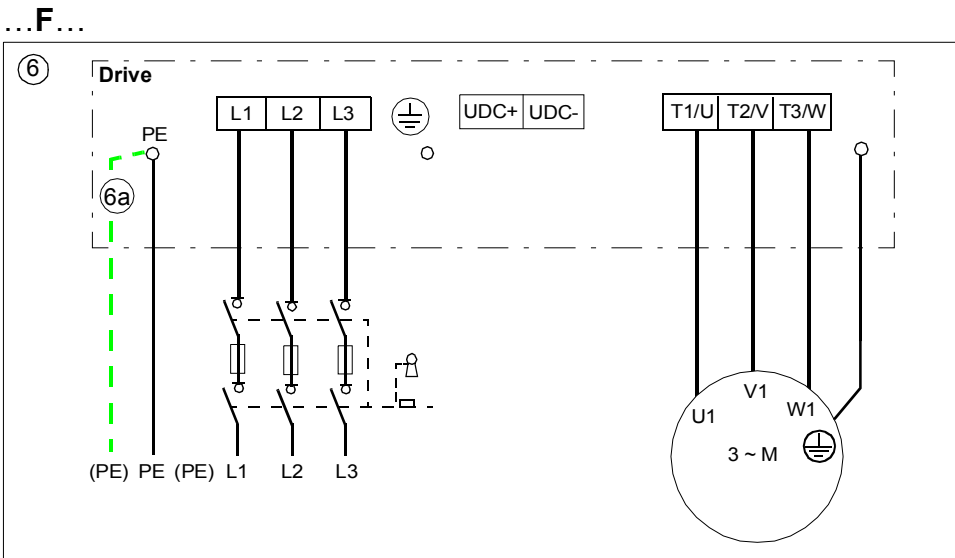 ...F...
6
Drive
L1 L2 L3 UDC+ UDC- T1/U T2/V T3/W
PE
6a
V1
U1 W1
3 ~ M
(PE) PE (PE) L1 L2 L3